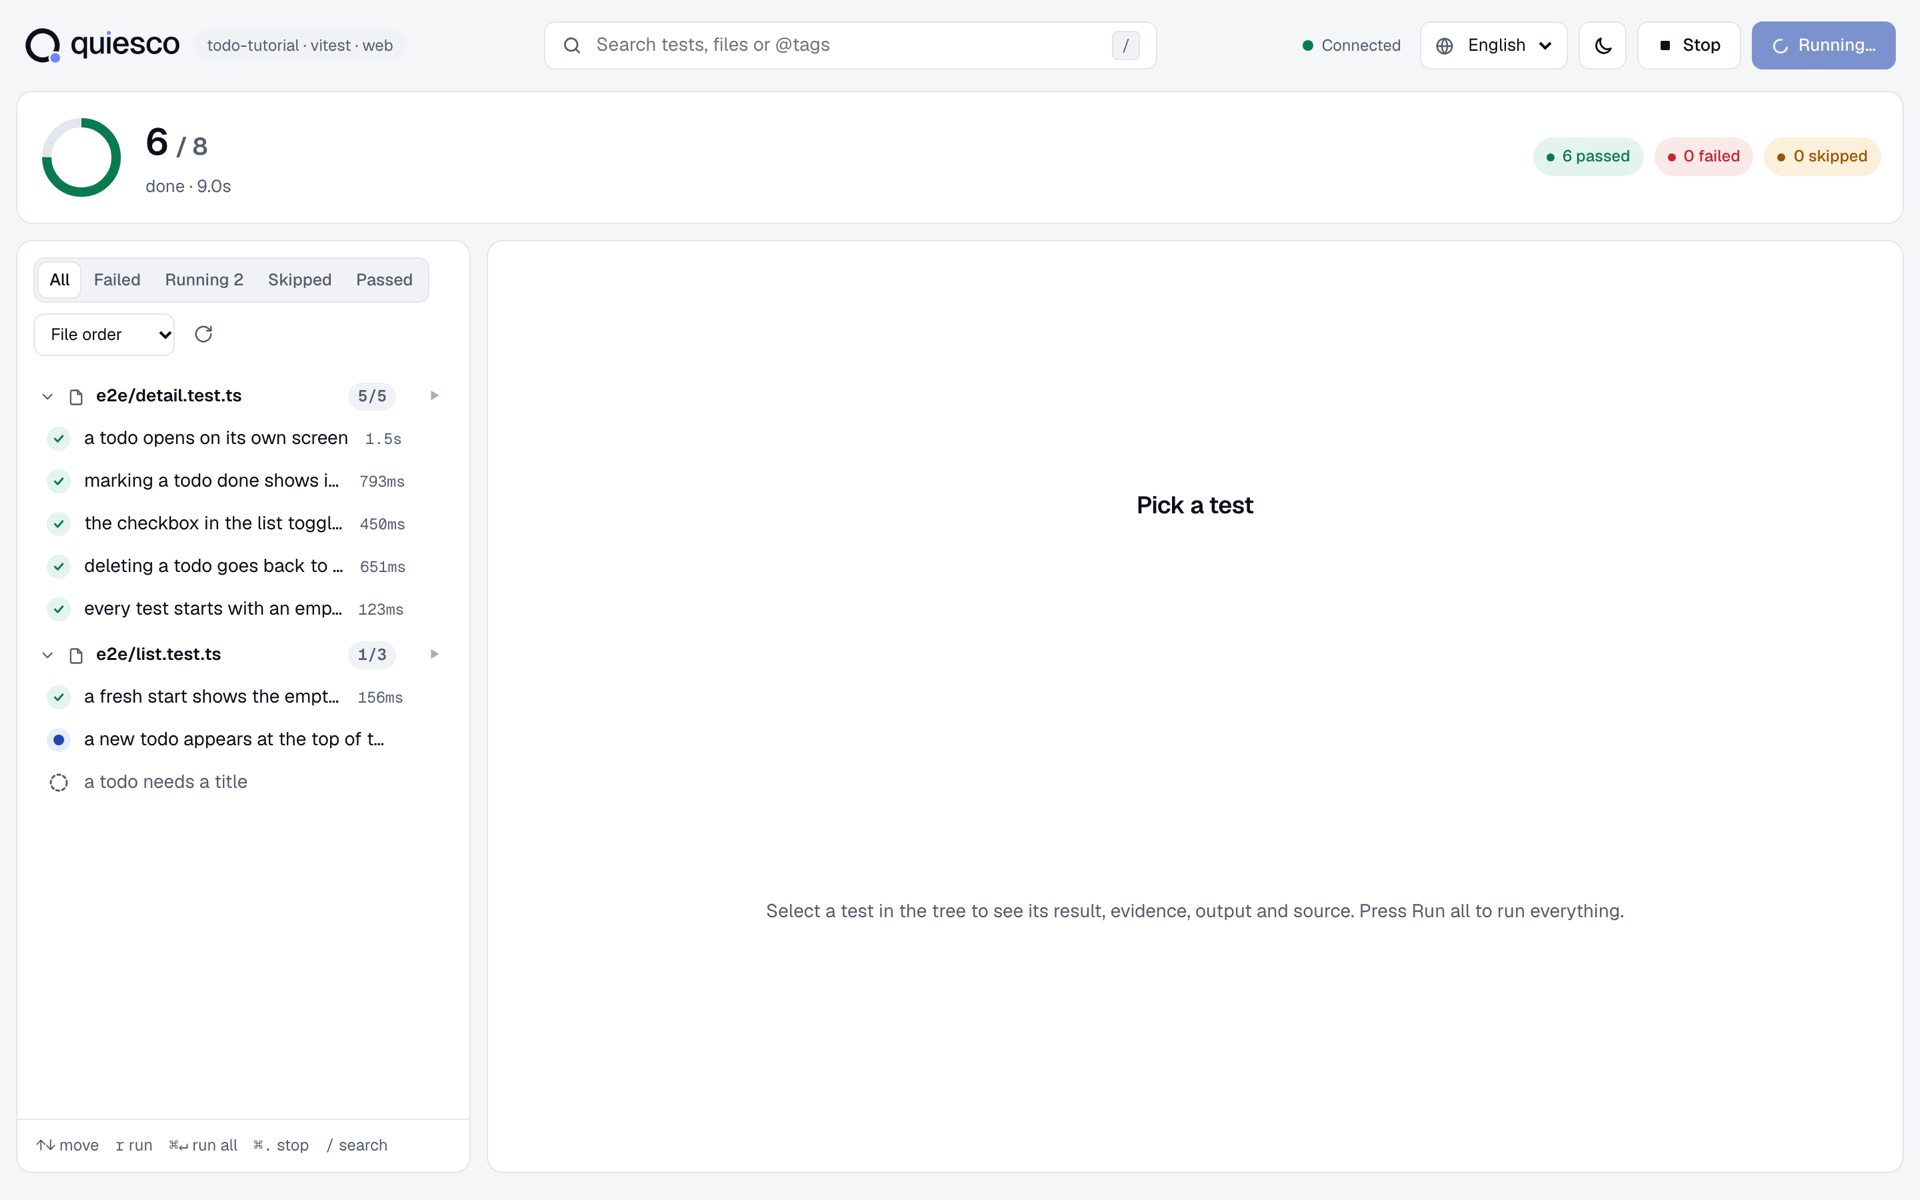 quiesco
todo-tutorial · vitest · web
Search tests, files or @tags
/
Connected
English
Stop
Running…
6 / 8
done · 9.0s
6 passed
0 failed
0 skipped
All
Failed
Running 2
Skipped
Passed
File order
e2e/detail.test.ts
5/5
a todo opens on its own screen 1.5s
marking a todo done shows i… 793ms
the checkbox in the list toggl… 450ms
deleting a todo goes back to … 651ms
every test starts with an emp… 123ms
e2e/list.test.ts
1/3
a fresh start shows the empt… 156ms
a new todo appears at the top of t…
a todo needs a title
Pick a test
Select a test in the tree to see its result, evidence, output and source. Press Run all to run everything.
↑↓ move r run ⌘↵ run all ⌘. stop / search